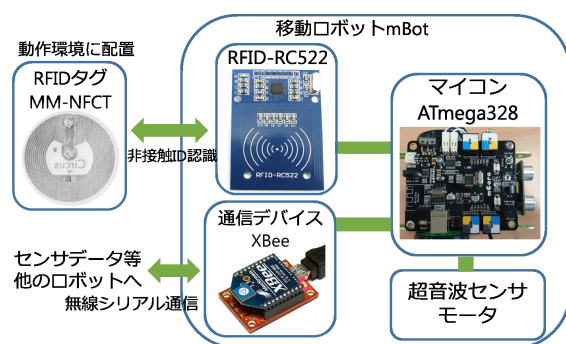 移動ロボットmBot
動作環境に配置
RFIDタグ
MM-NFCT
Circus
非接触ID認識
RFID-RC522
RFID-RC522
マイコン
ATmega328
通信デバイス
XBee
XBee
センサデータ等
他のロボットへ
無線シリアル通信
超音波センサ
モータ